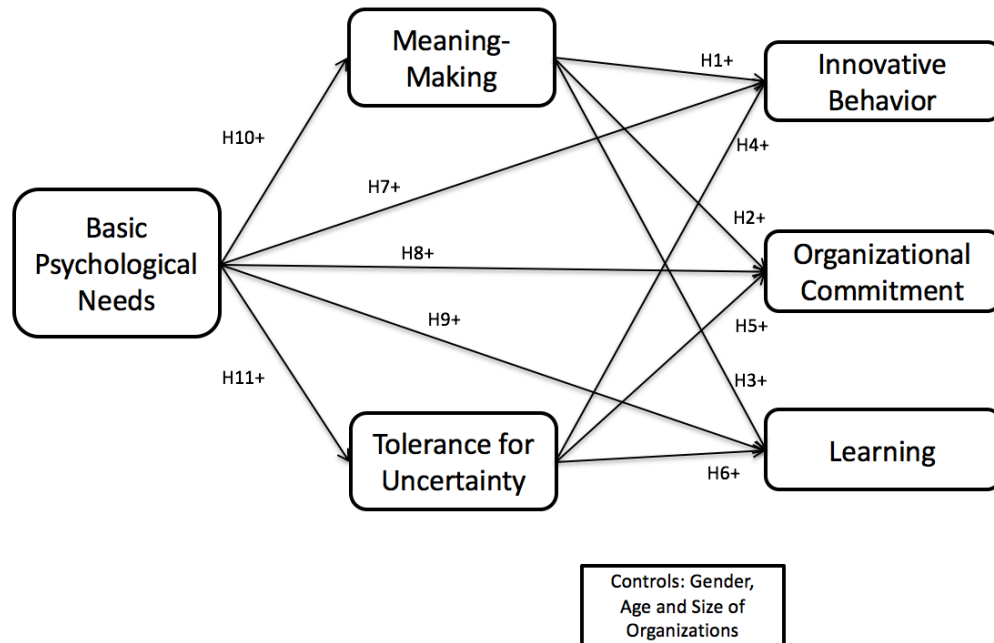 Meaning-
Making
Innovative
Behavior
H1+
H4+
H10+
H7+
H2+
Basic
Psychological
Needs
H8+
Organizational
Commitment
H9+
H5+
H11+
H3+
Tolerance for
Uncertainty
Learning
H6+
Controls: Gender,
Age and Size of
Organizations